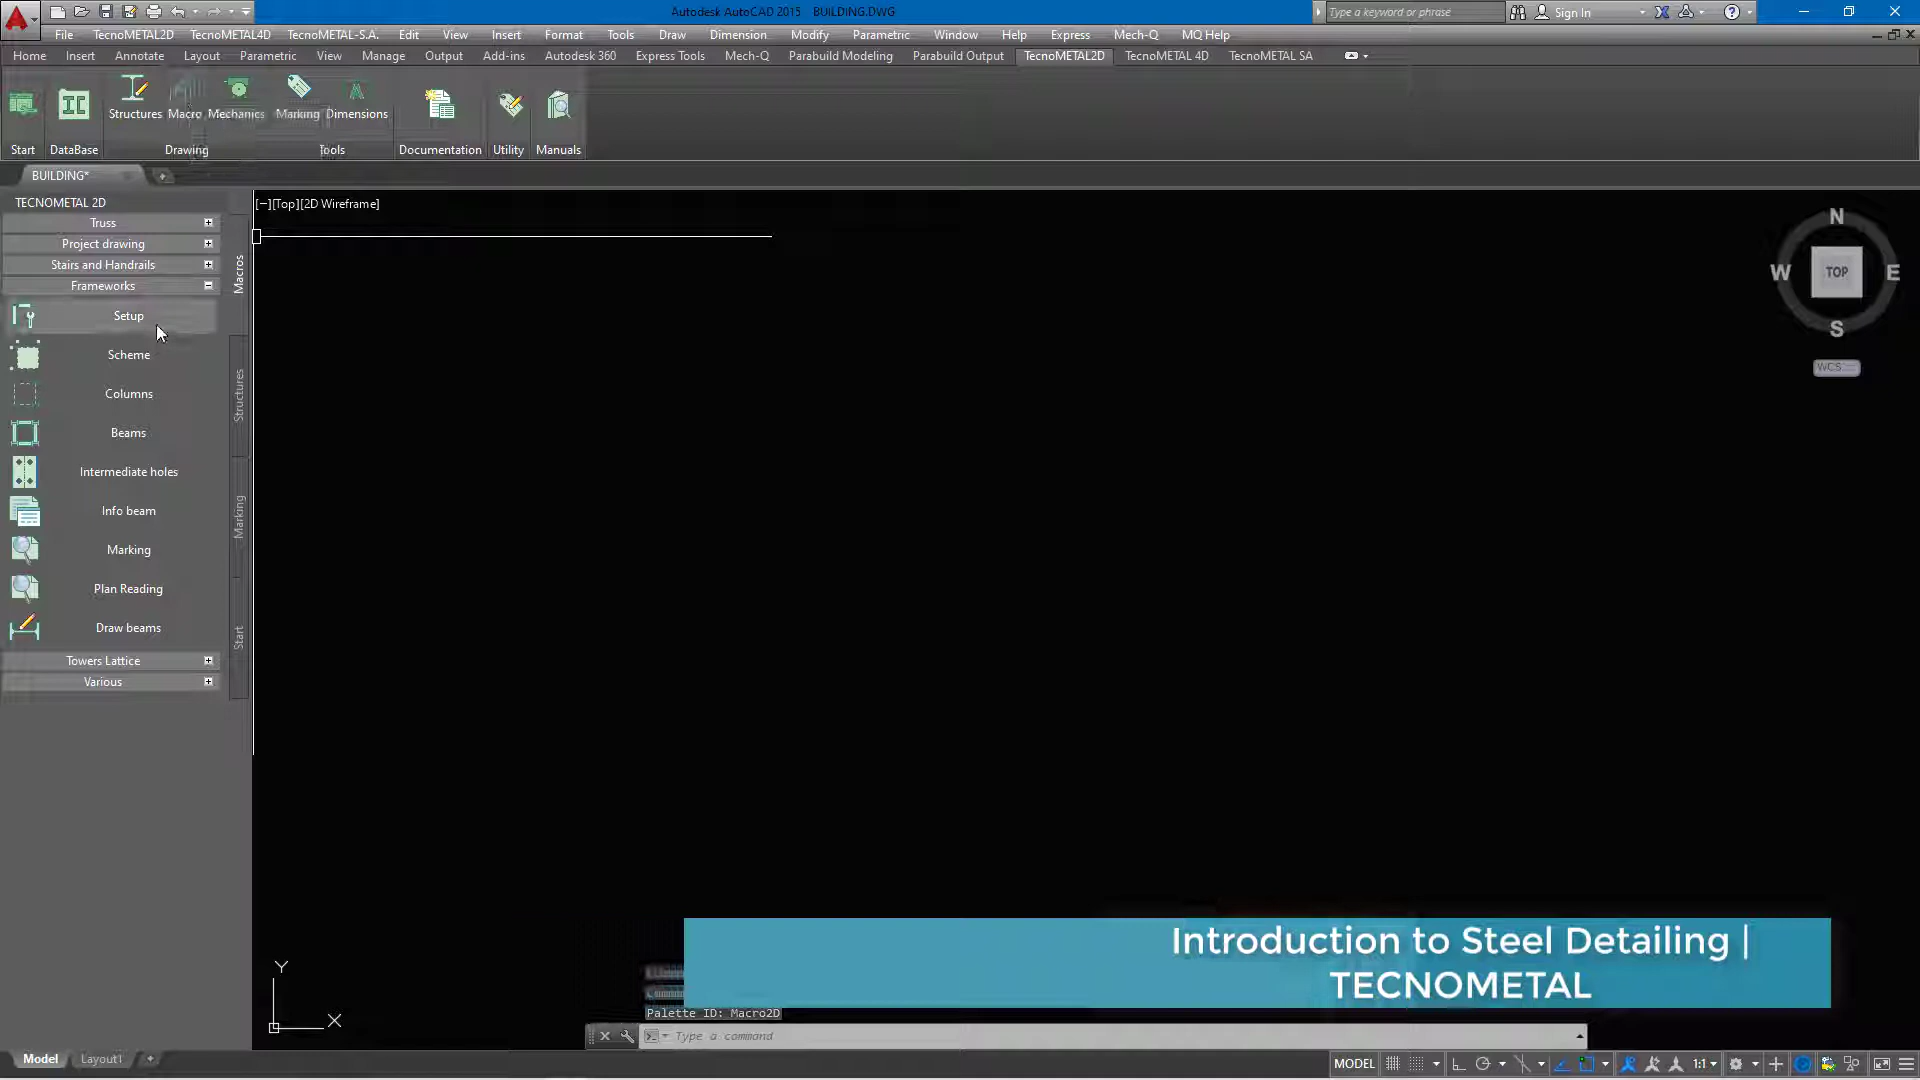 Autodesk AutoCAD 2015 BUILDING.DWG
Type a keyword or phrase
Sign In
File TecnoMETAL2D TecnoMETAL4D TecnoMETAL-S.A. Edit View Insert Format Tools Draw Dimension Modify Parametric Window Help Express Mech-Q MQ Help
Home Insert Annotate Layout Parametric View Manage Output Add-ins Autodesk 360 Express Tools Mech-Q Parabuild Modeling Parabuild Output TecnoMETAL2D TecnoMETAL 4D TecnoMETAL SA
Structures Macro Mechanics Marking Dimensions
Start DataBase Drawing Tools Documentation Utility Manuals
BUILDING*
TECNOMETAL 2D
[−][Top][2D Wireframe]
Truss
Project drawing
Stairs and Handrails
Frameworks
Setup
Scheme
Columns
Beams
Intermediate holes
Info beam
Marking
Plan Reading
Draw beams
Towers Lattice
Various
Macros
Structures
Marking
Start
N
W TOP E
S
WCS
Y
X
Introduction to Steel Detailing |
TECNOMETAL
Palette ID: Macro2D
Type a command
Model Layout1
MODEL 1:1